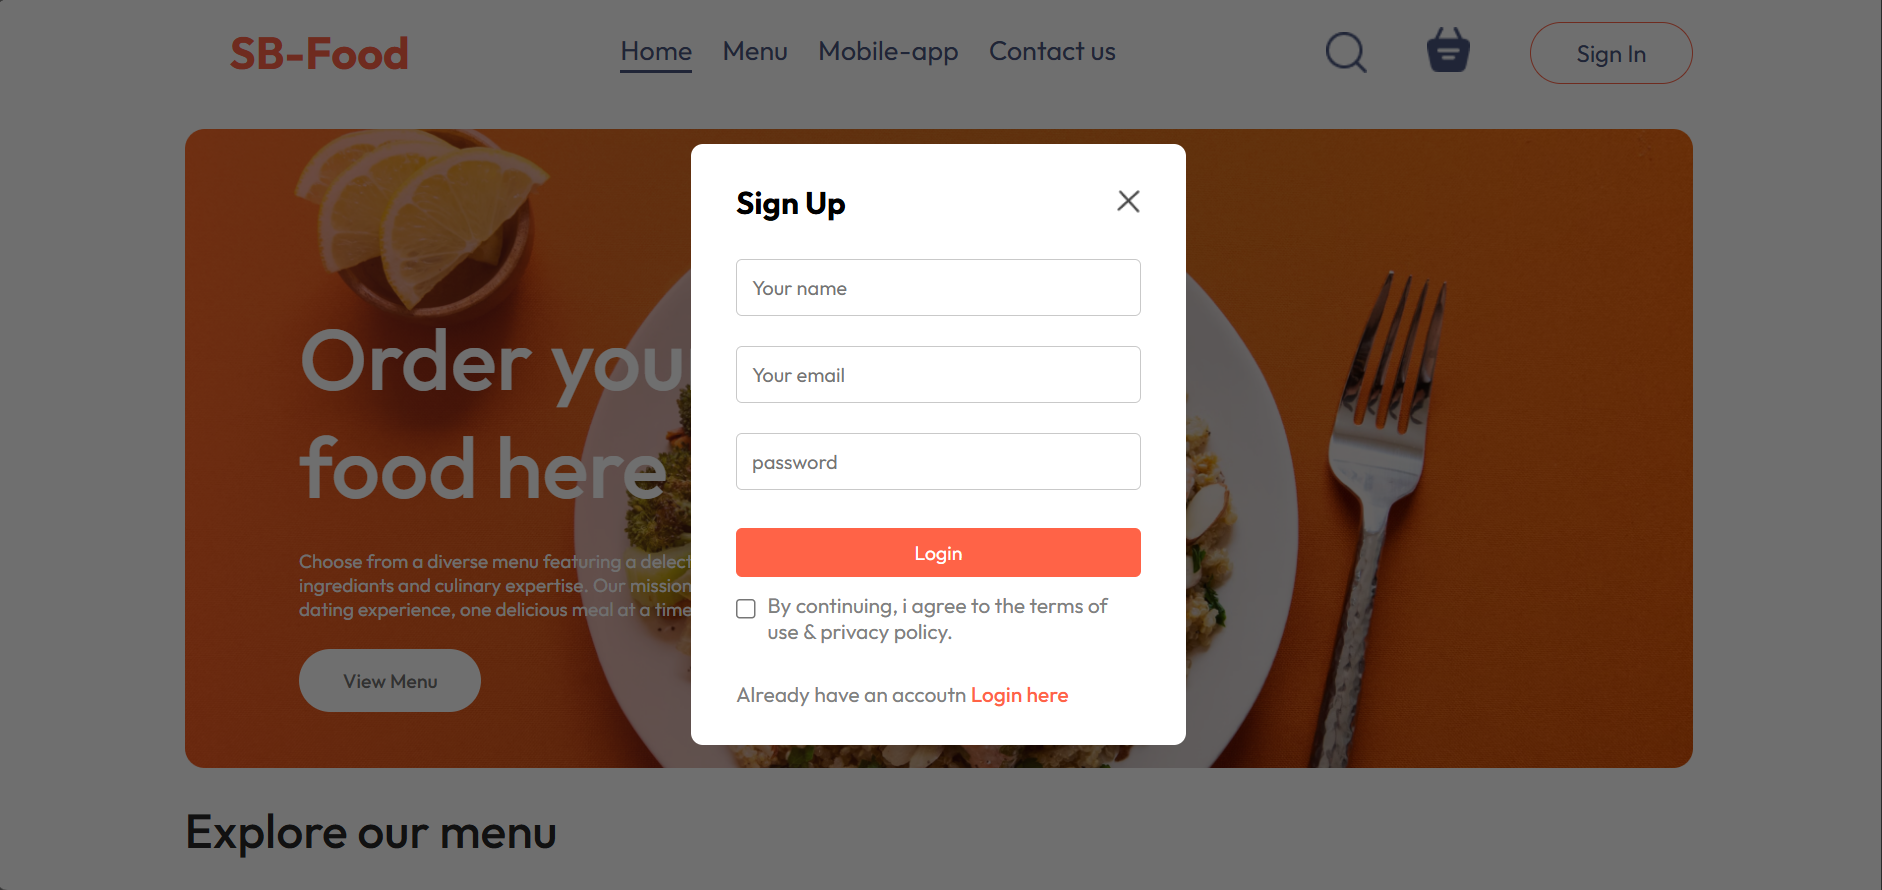 SB-Food
Home Menu Mobile-app Contact us
Sign In
Order you
food here
Choose from a diverse menu featuring a delect
ingrediants and culinary expertise. Our mission
dating experience, one delicious meal at a time
View Menu
Sign Up
Your name
Your email
password
Login
By continuing, i agree to the terms of
use & privacy policy.
Already have an accoutn Login here
Explore our menu